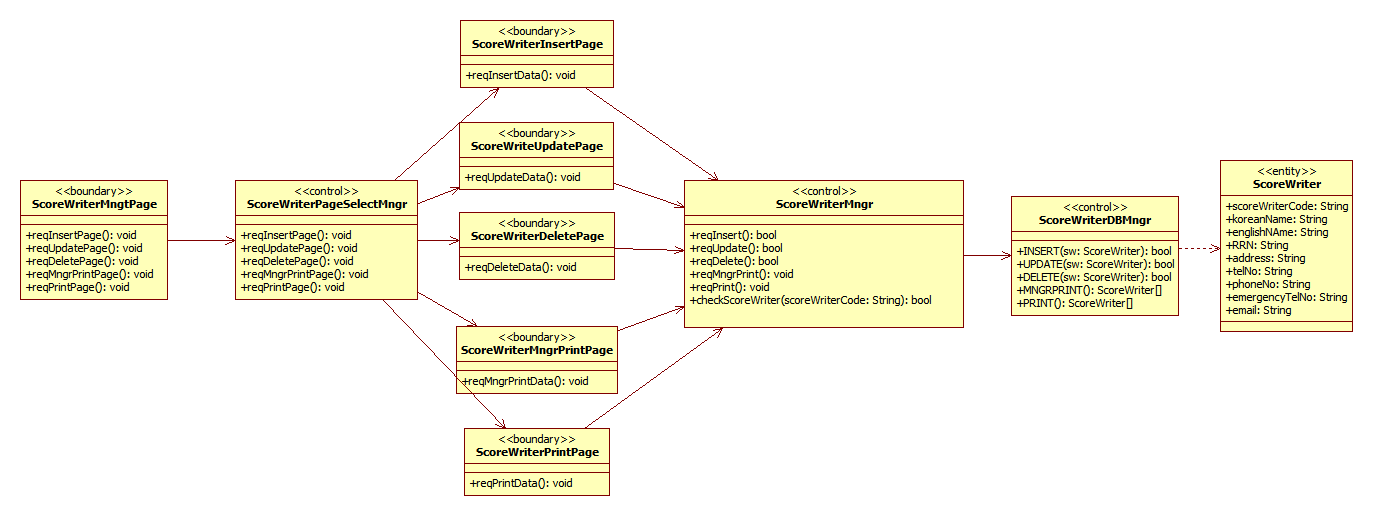 <<boundary>>
ScoreWriterInsertPage
+reqInsertData(): void
<<boundary>>
ScoreWriteUpdatePage
+reqUpdateData(): void
<<boundary>>
ScoreWriterMngtPage
+reqInsertPage(): void
+reqUpdatePage(): void
+reqDeletePage(): void
+reqMngrPrintPage(): void
+reqPrintPage(): void
<<control>>
ScoreWriterPageSelectMngr
+reqInsertPage(): void
+reqUpdatePage(): void
+reqDeletePage(): void
+reqMngrPrintPage(): void
+reqPrintPage(): void
<<boundary>>
ScoreWriterDeletePage
+reqDeleteData(): void
<<boundary>>
ScoreWriterMngrPrintPage
+reqMngrPrintData(): void
<<boundary>>
ScoreWriterPrintPage
+reqPrintData(): void
<<control>>
ScoreWriterMngr
+reqInsert(): bool
+reqUpdate(): bool
+reqDelete(): bool
+reqMngrPrint(): void
+reqPrint(): void
+checkScoreWriter(scoreWriterCode: String): bool
<<control>>
ScoreWriterDBMngr
+INSERT(sw: ScoreWriter): bool
+UPDATE(sw: ScoreWriter): bool
+DELETE(sw: ScoreWriter): bool
+MNGRPRINT(): ScoreWriter[]
+PRINT(): ScoreWriter[]
<<entity>>
ScoreWriter
+scoreWriterCode: String
+koreanName: String
+englishNAme: String
+RRN: String
+address: String
+telNo: String
+phoneNo: String
+emergencyTelNo: String
+email: String